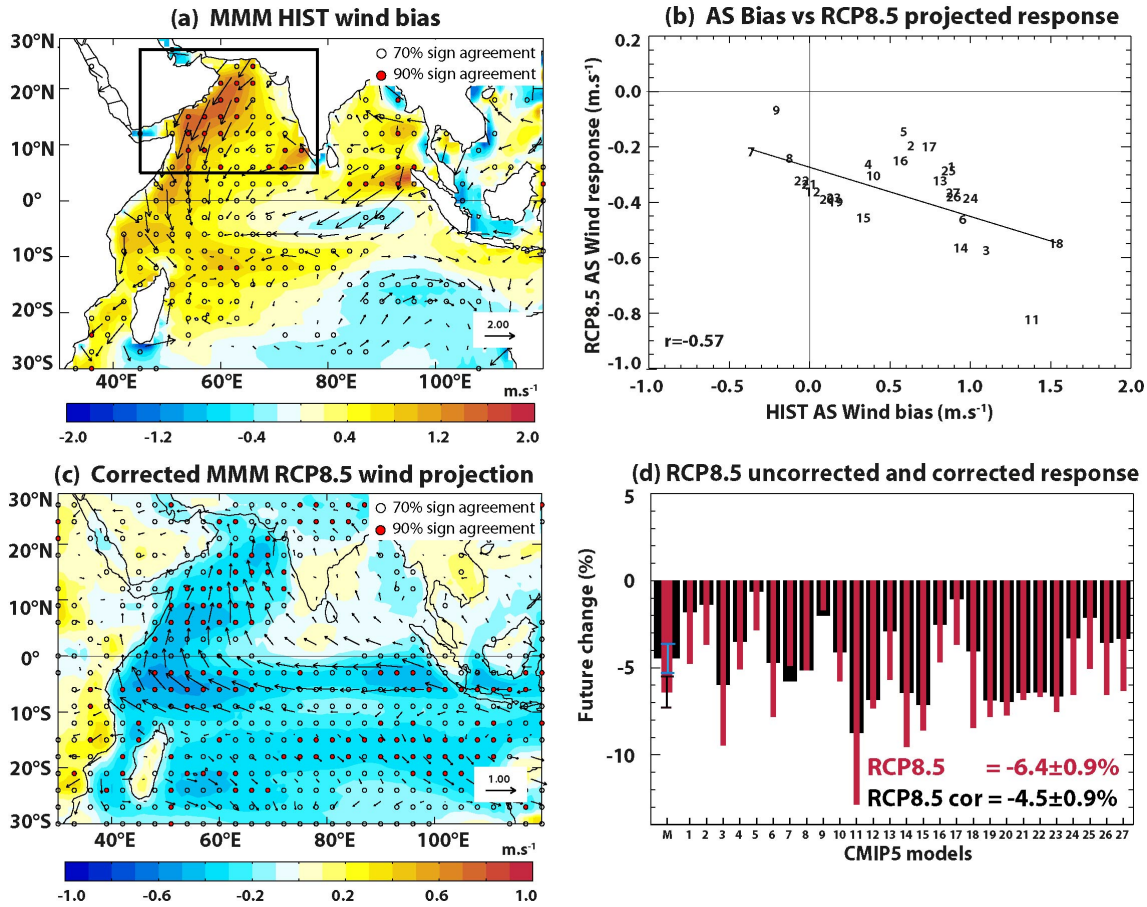 (a) MMM HIST wind bias
30°N
20°N
10°N
0°
10°S
20°S
30°S
70% sign agreement
90% sign agreement
2.00
40°E 60°E 80°E 100°E
m.s⁻¹
-2.0 -1.2 -0.4 0.4 1.2 2.0
(b) AS Bias vs RCP8.5 projected response
RCP8.5 AS Wind response (m.s⁻¹)
0.2
0.0
-0.2
-0.4
-0.6
-0.8
-1.0
9
5
2 17
7
8
16
4
10
1
25
13
22
21
12
27
26 24
20
23
19
15
6
14 3
18
11
r=-0.57
-1.0 -0.5 0.0 0.5 1.0 1.5 2.0
HIST AS Wind bias (m.s⁻¹)
(c) Corrected MMM RCP8.5 wind projection
30°N
20°N
10°N
0°
10°S
20°S
30°S
70% sign agreement
90% sign agreement
1.00
40°E 60°E 80°E 100°E
m.s⁻¹
-1.0 -0.6 -0.2 0.2 0.6 1.0
(d) RCP8.5 uncorrected and corrected response
Future change (%)
5
0
-5
-10
RCP8.5 = -6.4±0.9%
RCP8.5 cor = -4.5±0.9%
M 1 2 3 4 5 6 7 8 9 10 11 12 13 14 15 16 17 18 19 20 21 22 23 24 25 26 27
CMIP5 models